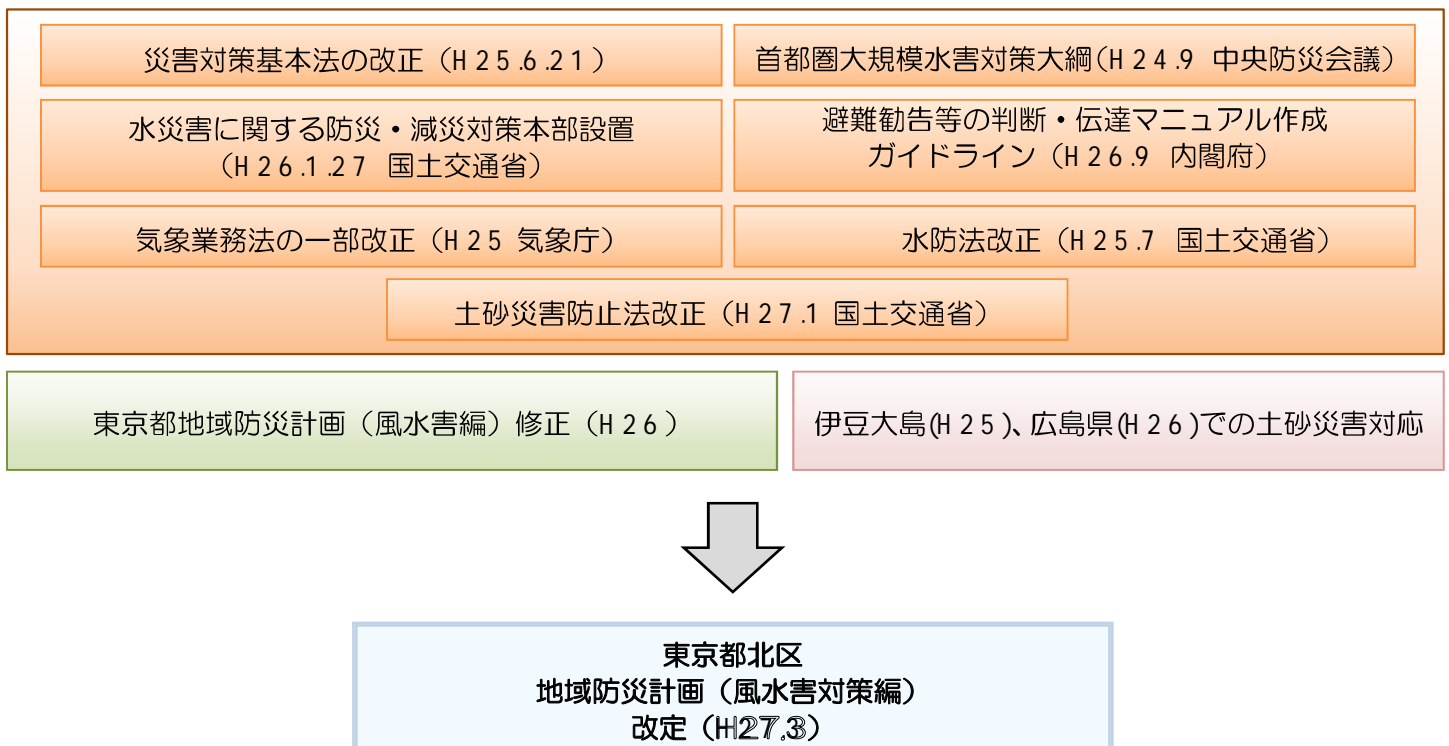 災害対策基本法の改正（H25.6.21）
首都圏大規模水害対策大綱（H24.9 中央防災会議）
水災害に関する防災・減災対策本部設置
（H26.1.27 国土交通省）
避難勧告等の判断・伝達マニュアル作成
ガイドライン（H26.9 内閣府）
気象業務法の一部改正（H25 気象庁）
水防法改正（H25.7 国土交通省）
土砂災害防止法改正（H27.1 国土交通省）
東京都地域防災計画（風水害編）修正（H26）
伊豆大島(H25)、広島県(H26)での土砂災害対応
東京都北区
地域防災計画（風水害対策編）
改定（H27.3）